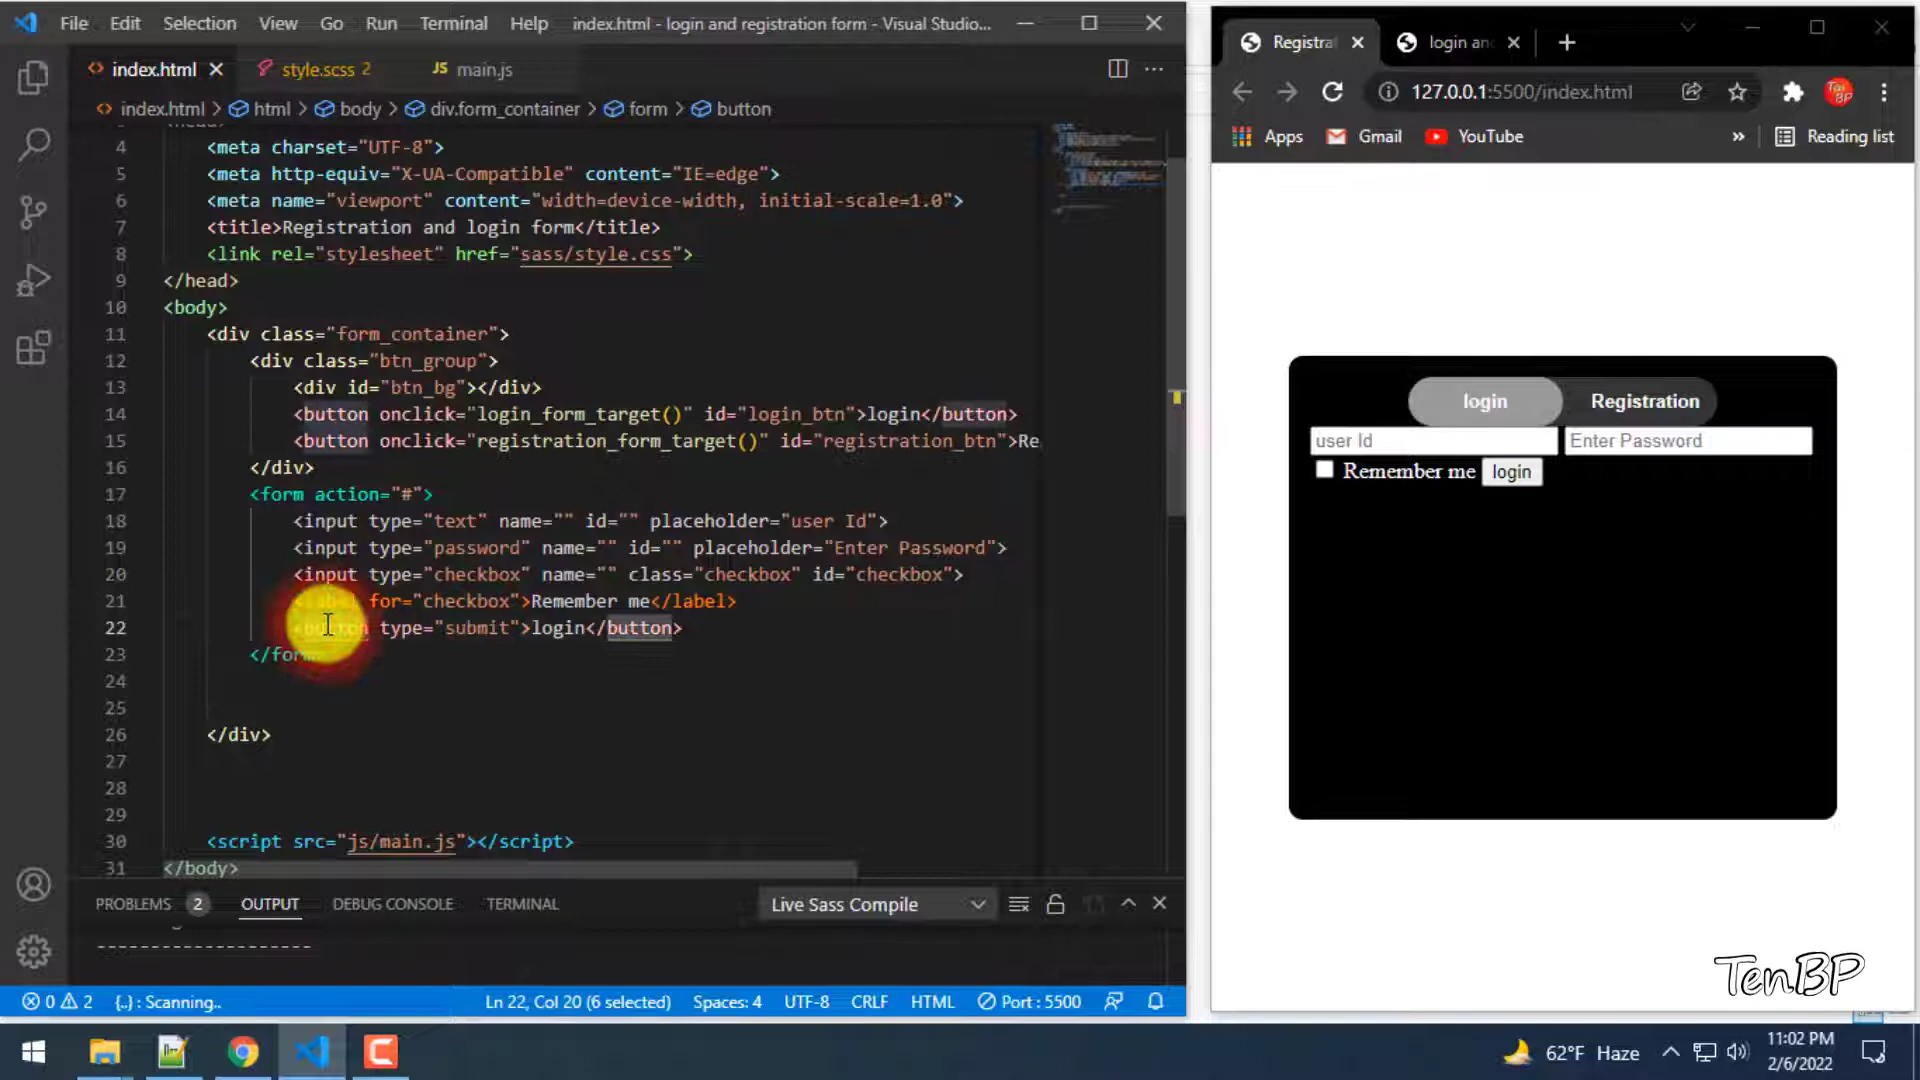 File Edit Selection View Go Run Terminal Help index.html - login and registration form - Visual Studio...
index.html style.scss 2 JS main.js
index.html > html > body > div.form_container > form > button
4 <meta charset="UTF-8">
5 <meta http-equiv="X-UA-Compatible" content="IE=edge">
6 <meta name="viewport" content="width=device-width, initial-scale=1.0">
7 <title>Registration and login form</title>
8 <link rel="stylesheet" href="sass/style.css">
9 </head>
10 <body>
11 <div class="form_container">
12 <div class="btn_group">
13 <div id="btn_bg"></div>
14 <button onclick="login_form_target()" id="login_btn">login</button>
15 <button onclick="registration_form_target()" id="registration_btn">Re
16 </div>
17 <form action="#">
18 <input type="text" name="" id="" placeholder="user Id">
19 <input type="password" name="" id="" placeholder="Enter Password">
20 <input type="checkbox" name="" class="checkbox" id="checkbox">
21 <label for="checkbox">Remember me</label>
22 <button type="submit">login</button>
23 </form
24
25
26 </div>
27
28
29
30 <script src="js/main.js"></script>
31 </body>
PROBLEMS 2 OUTPUT DEBUG CONSOLE TERMINAL Live Sass Compile
--------------------
0 2 {..} : Scanning.. Ln 22, Col 20 (6 selected) Spaces: 4 UTF-8 CRLF HTML Port : 5500
Registra login an
127.0.0.1:5500/index.html
Apps Gmail YouTube » Reading list
login Registration
user Id Enter Password
Remember me login
TenBP
62°F Haze 11:02 PM
2/6/2022